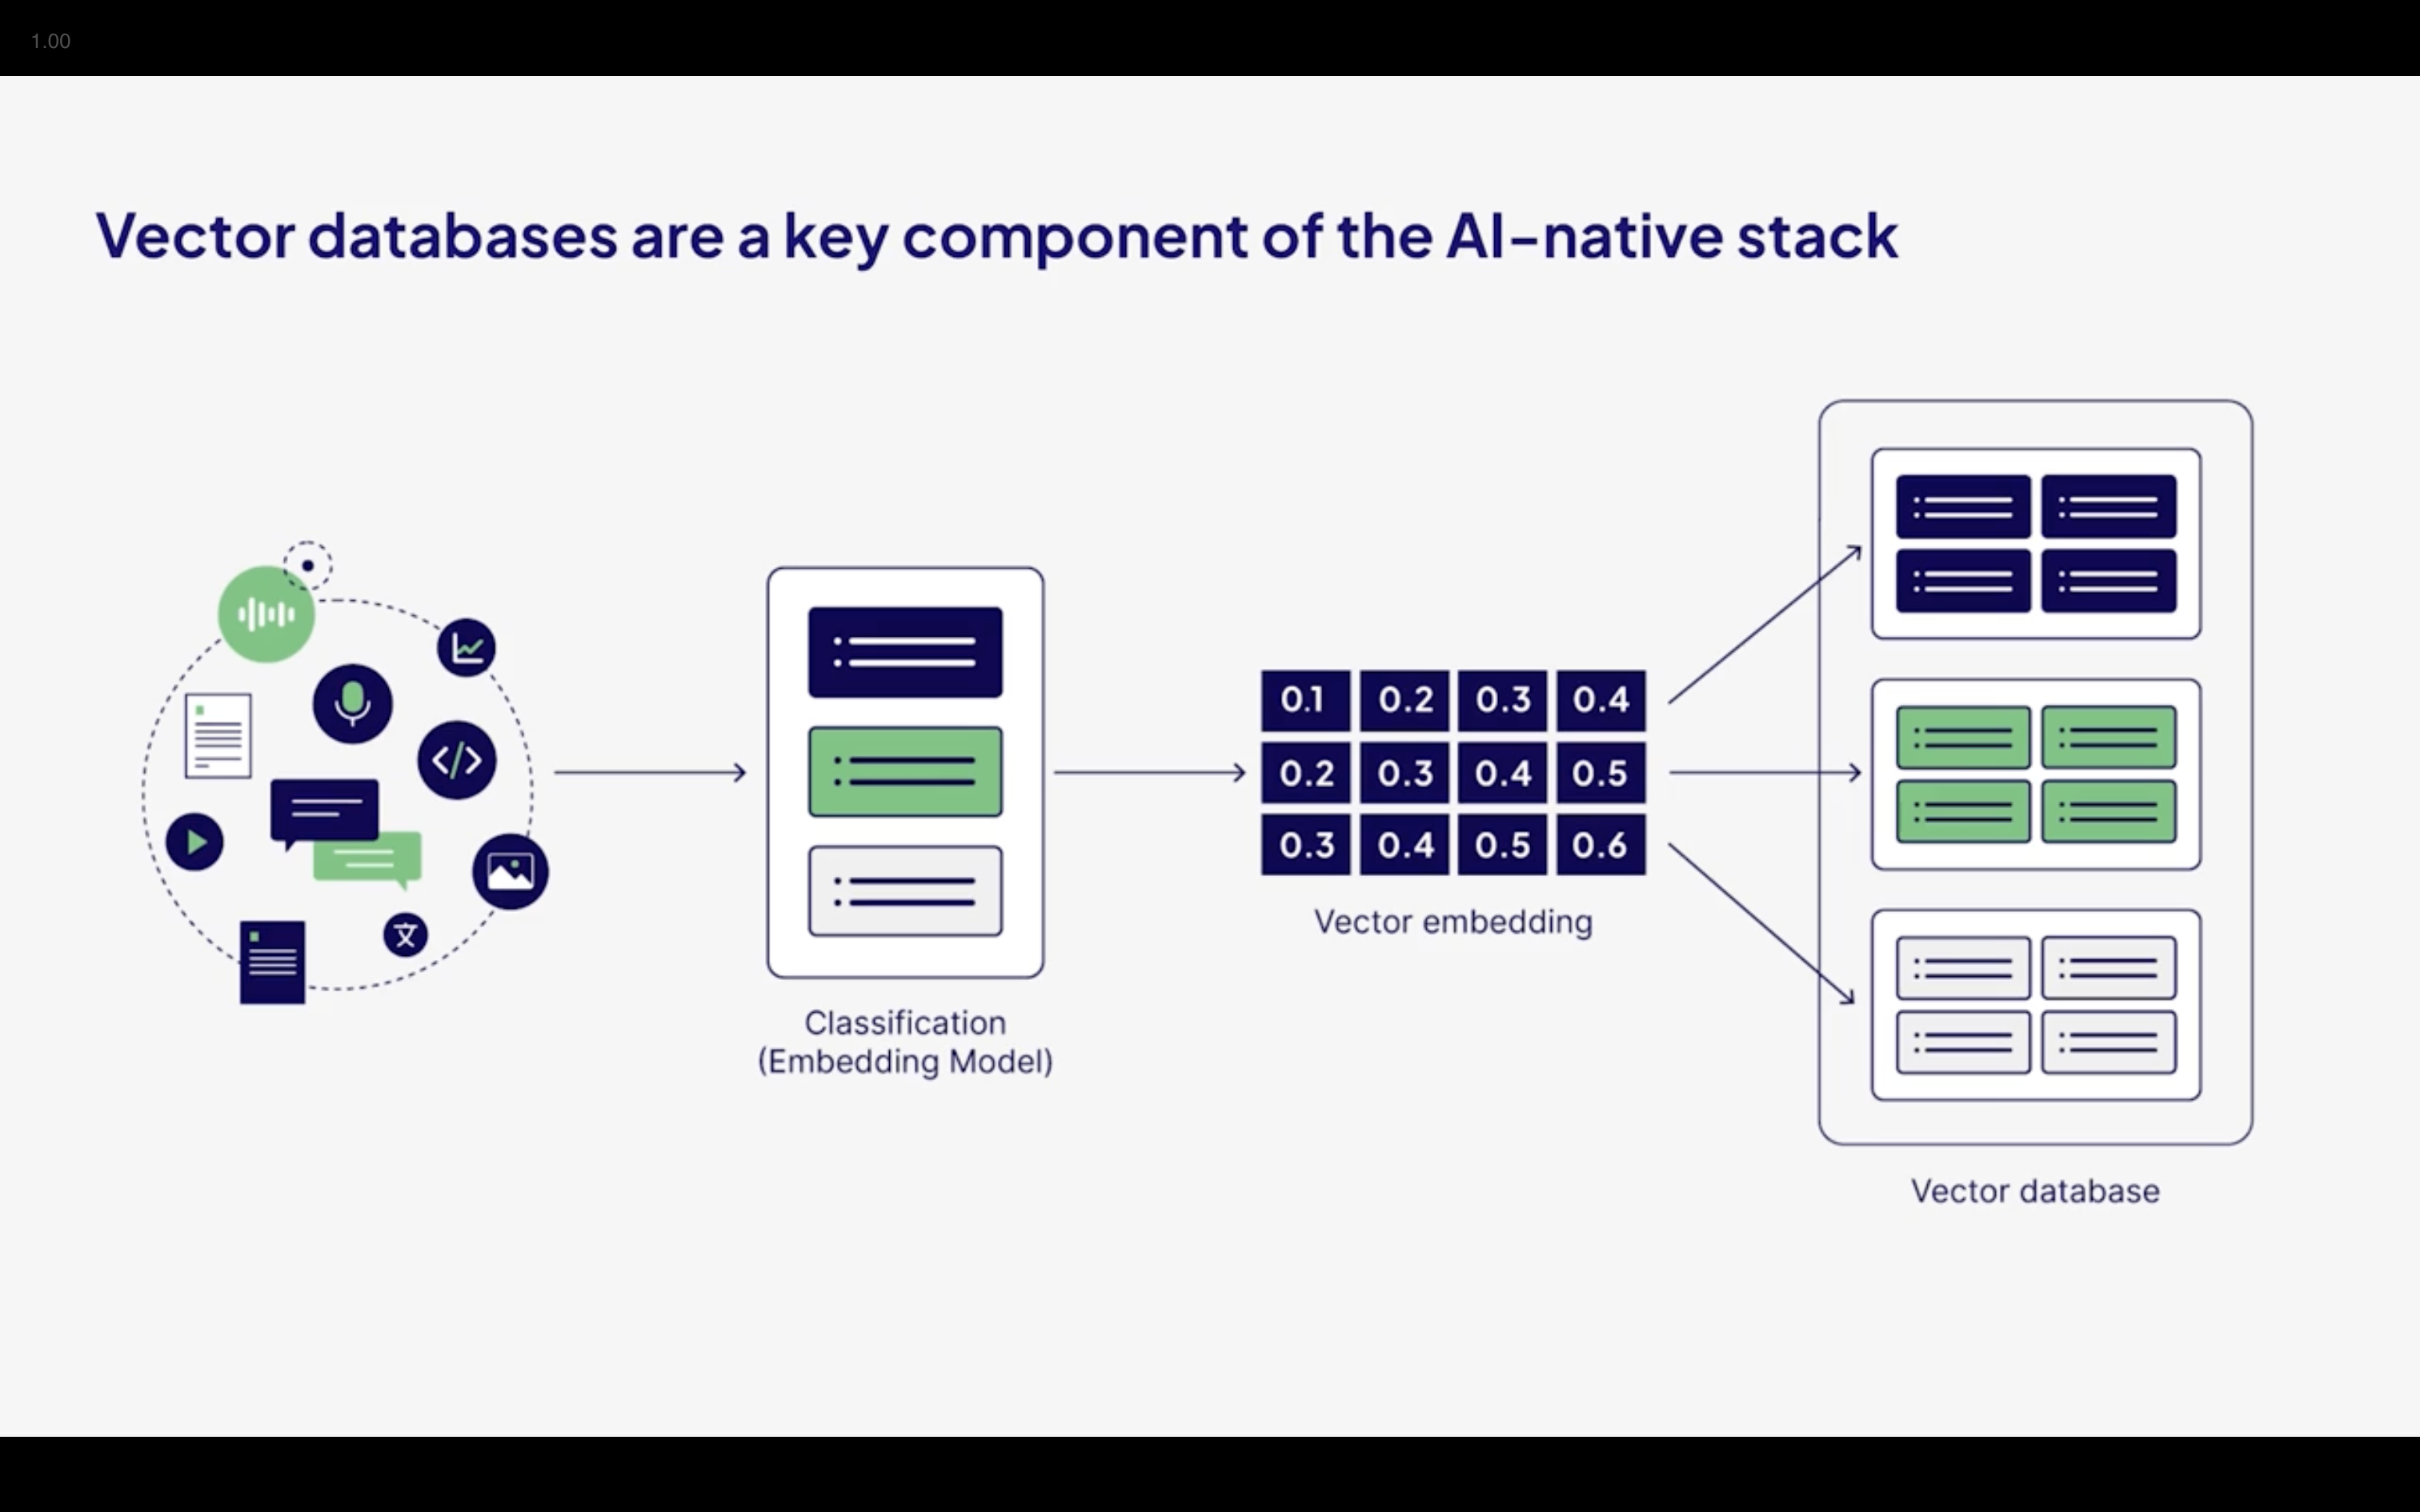 1.00
Vector databases are a key component of the AI-native stack
文
Classification
(Embedding Model)
0.1 0.2 0.3 0.4
0.2 0.3 0.4 0.5
0.3 0.4 0.5 0.6
Vector embedding
Vector database